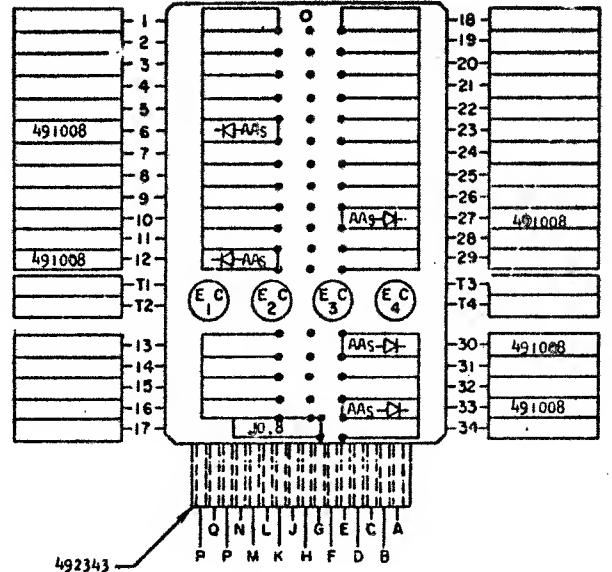 1 18
2 19
3 20
4 21
5 22
491008 6 AAs 23
7 24
8 25
9 26
10 AAs 27 491008
11 28
491008 12 AAs 29
T1 T3
T2 E C 1 E C 2 E C 3 E C 4 T4
13 AAs 30 491008
14 31
15 32
16 AAs 33 491008
17 J0.8 34
Q N L J G E C A
P P M K H F D B
492343